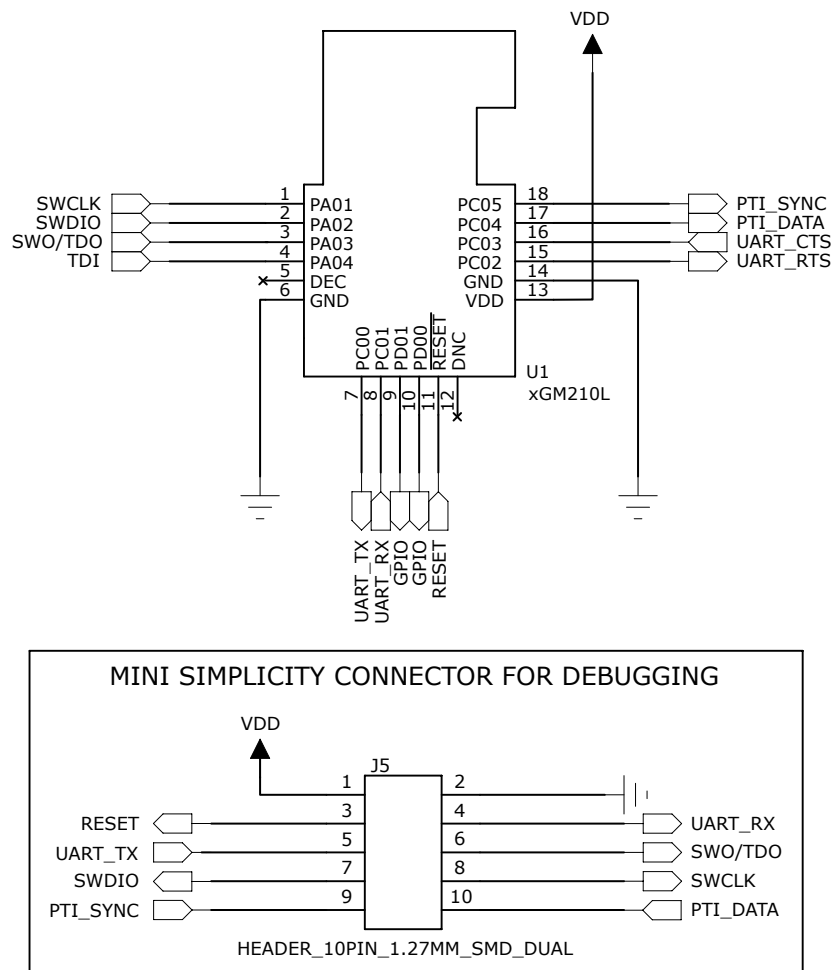 VDD
SWCLK 1 PA01 PC05 18 PTI_SYNC
SWDIO 2 PA02 PC04 17 PTI_DATA
SWO/TDO 3 PA03 PC03 16 UART_CTS
TDI 4 PA04 PC02 15 UART_RTS
5 DEC GND 14
6 GND VDD 13
PC00 PC01 PD01 PD00 RESET DNC
7 8 9 10 11 12
U1
xGM210L
UART_TX UART_RX GPIO GPIO RESET
MINI SIMPLICITY CONNECTOR FOR DEBUGGING
VDD
J5
1 2
RESET 3 4 UART_RX
UART_TX 5 6 SWO/TDO
SWDIO 7 8 SWCLK
PTI_SYNC 9 10 PTI_DATA
HEADER_10PIN_1.27MM_SMD_DUAL